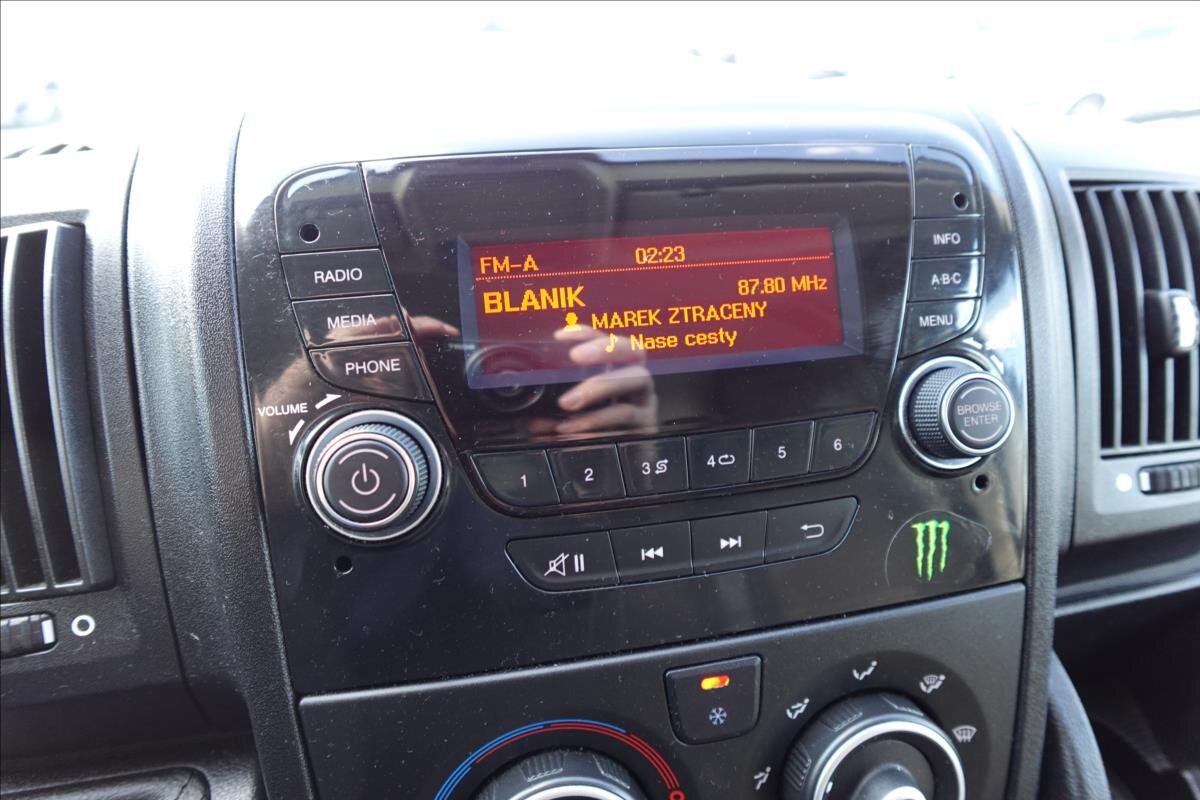 FM-A 02:23
87.80 MHz
BLANIK
MAREK ZTRACENY
Nase cesty
RADIO
MEDIA
PHONE
VOLUME
INFO
A·B·C
MENU
BROWSE
ENTER
1 2 3 4 5 6